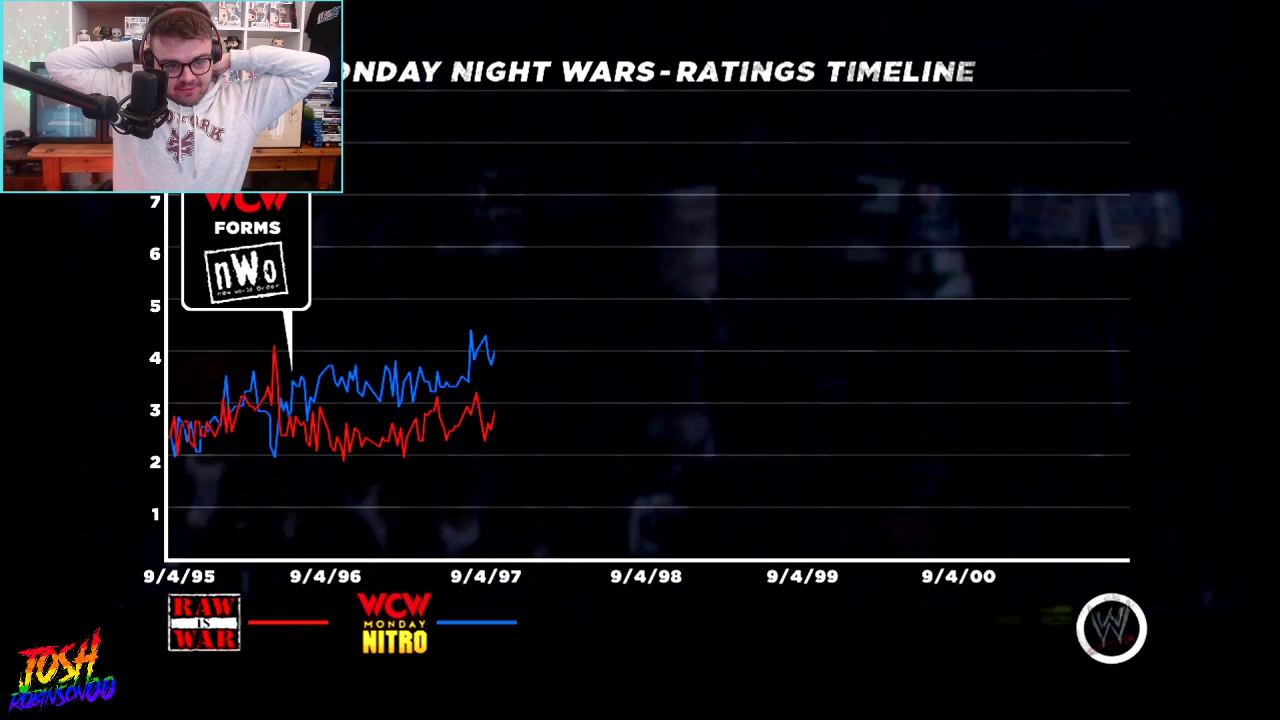 ONDAY NIGHT WARS-RATINGS TIMELINE
WCW
FORMS
nWo
new World Order
7
6
5
4
3
2
1
9/4/95 9/4/96 9/4/97 9/4/98 9/4/99 9/4/00
RAW
IS
WAR
WCW
MONDAY
NITRO
W
JOSH
ROBINSON00